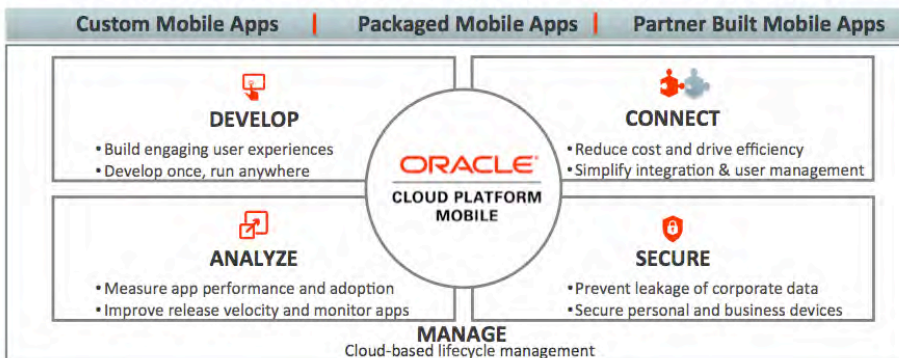 Custom Mobile Apps | Packaged Mobile Apps | Partner Built Mobile Apps
DEVELOP
• Build engaging user experiences
• Develop once, run anywhere
CONNECT
• Reduce cost and drive efficiency
• Simplify integration & user management
ORACLE®
CLOUD PLATFORM
MOBILE
ANALYZE
• Measure app performance and adoption
• Improve release velocity and monitor apps
SECURE
• Prevent leakage of corporate data
• Secure personal and business devices
MANAGE
Cloud-based lifecycle management